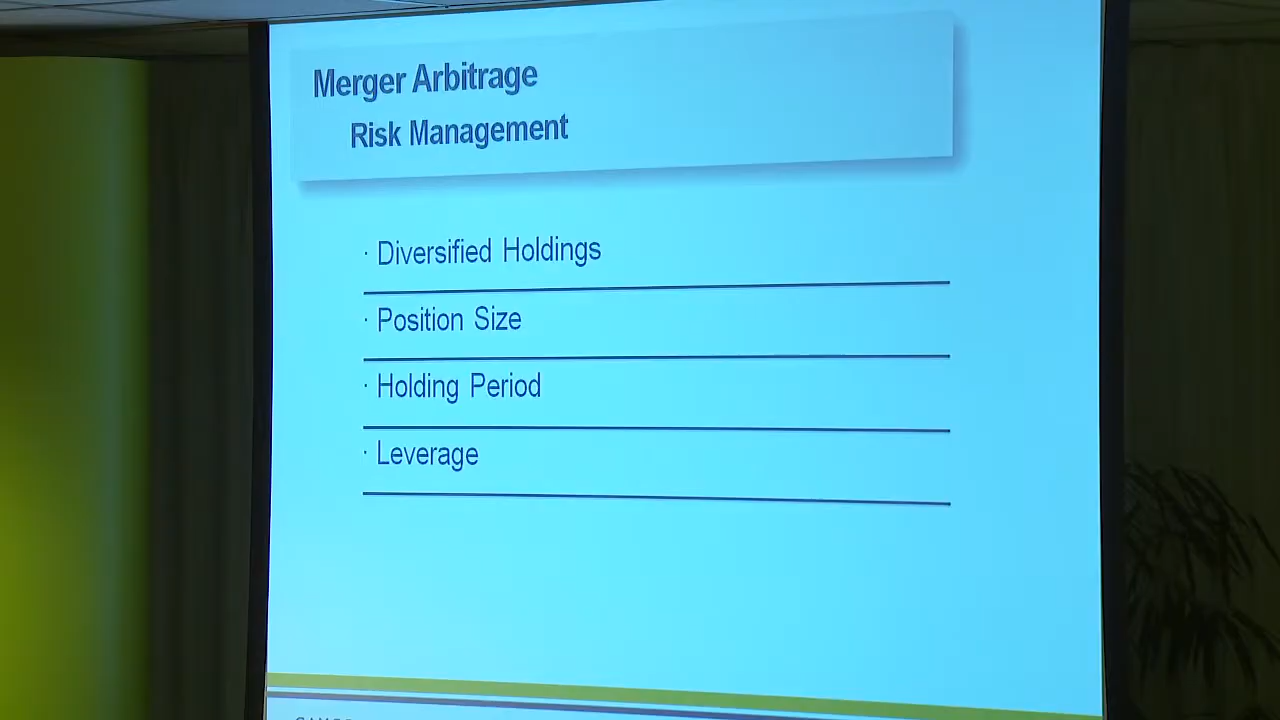 Merger Arbitrage
Risk Management
· Diversified Holdings
· Position Size
· Holding Period
· Leverage